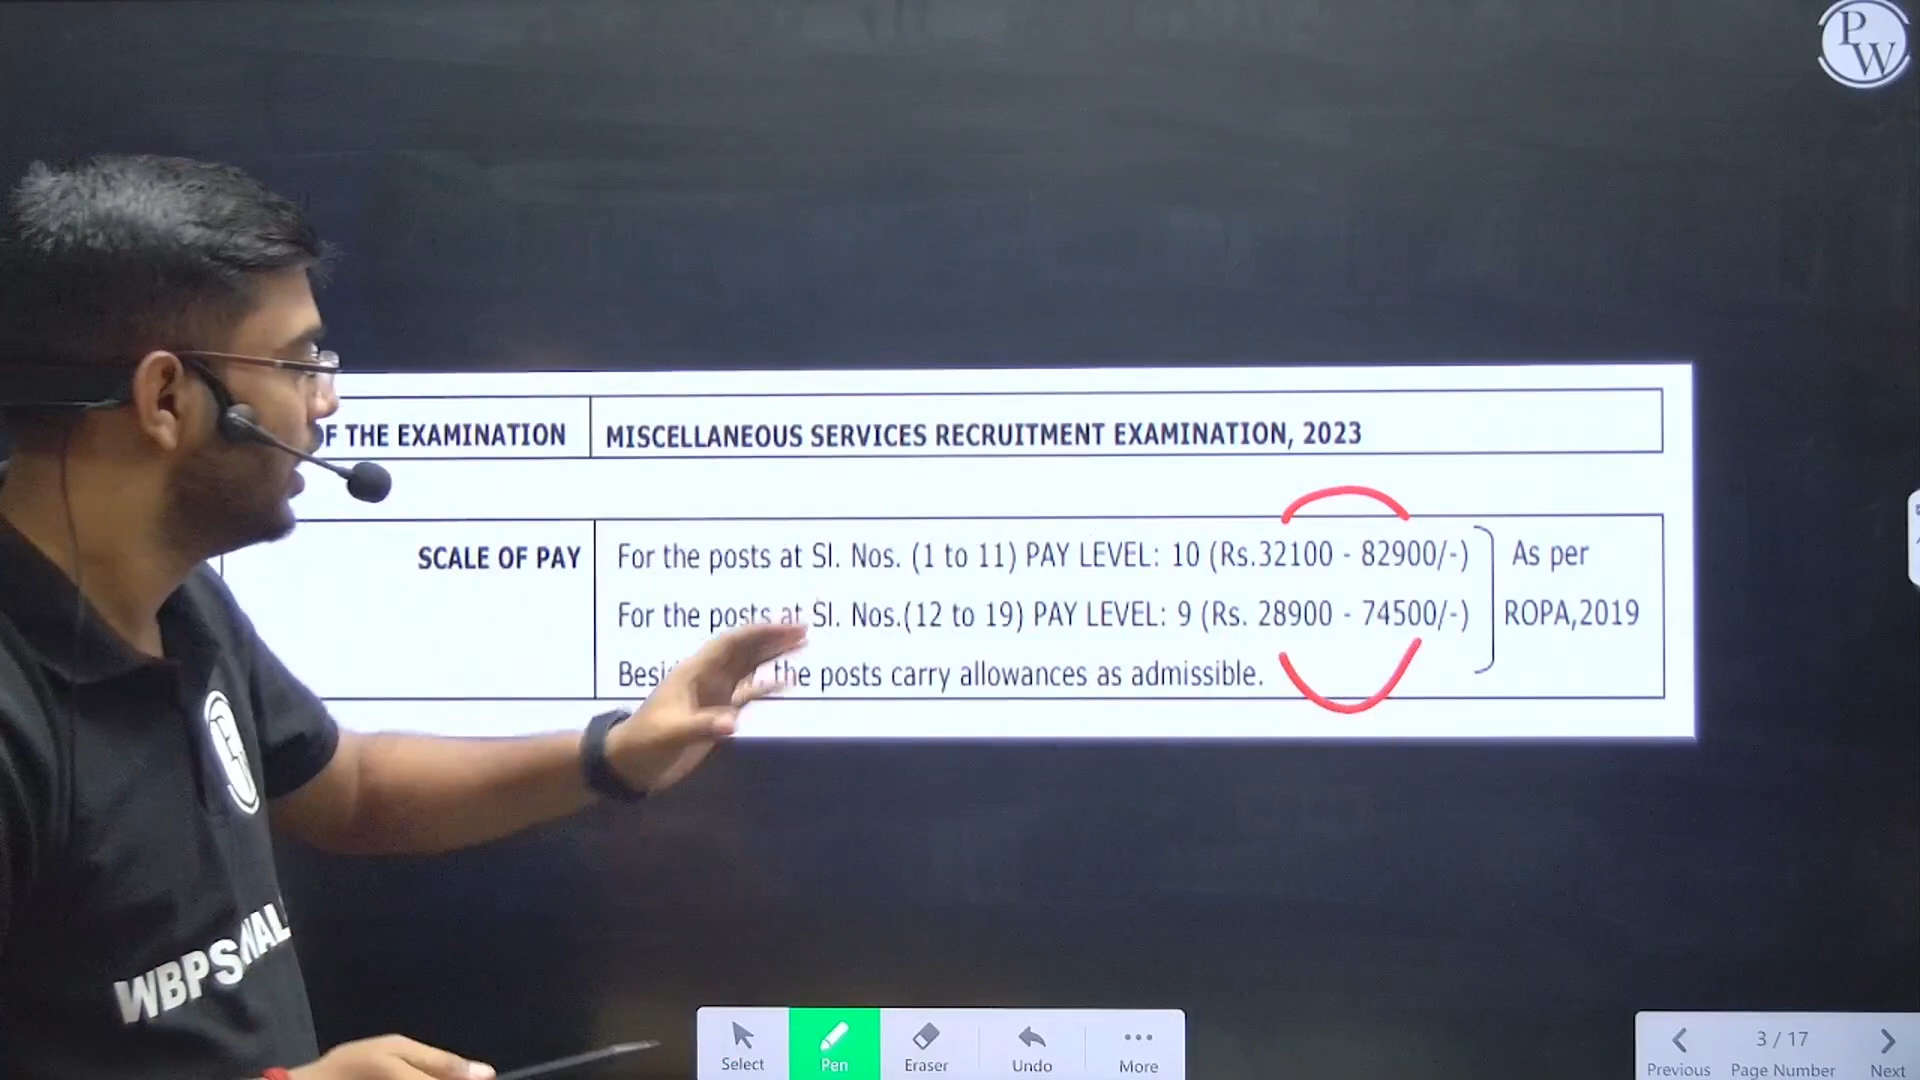 PW
OF THE EXAMINATION
MISCELLANEOUS SERVICES RECRUITMENT EXAMINATION, 2023
SCALE OF PAY
For the posts at Sl. Nos. (1 to 11) PAY LEVEL: 10 (Rs.32100 - 82900/-)
For the posts at Sl. Nos.(12 to 19) PAY LEVEL: 9 (Rs. 28900 - 74500/-)
the posts carry allowances as admissible.
As per
ROPA,2019
WBPS WAL
Select
Pen
Eraser
Undo
More
3 / 17
Previous
Page Number
Next